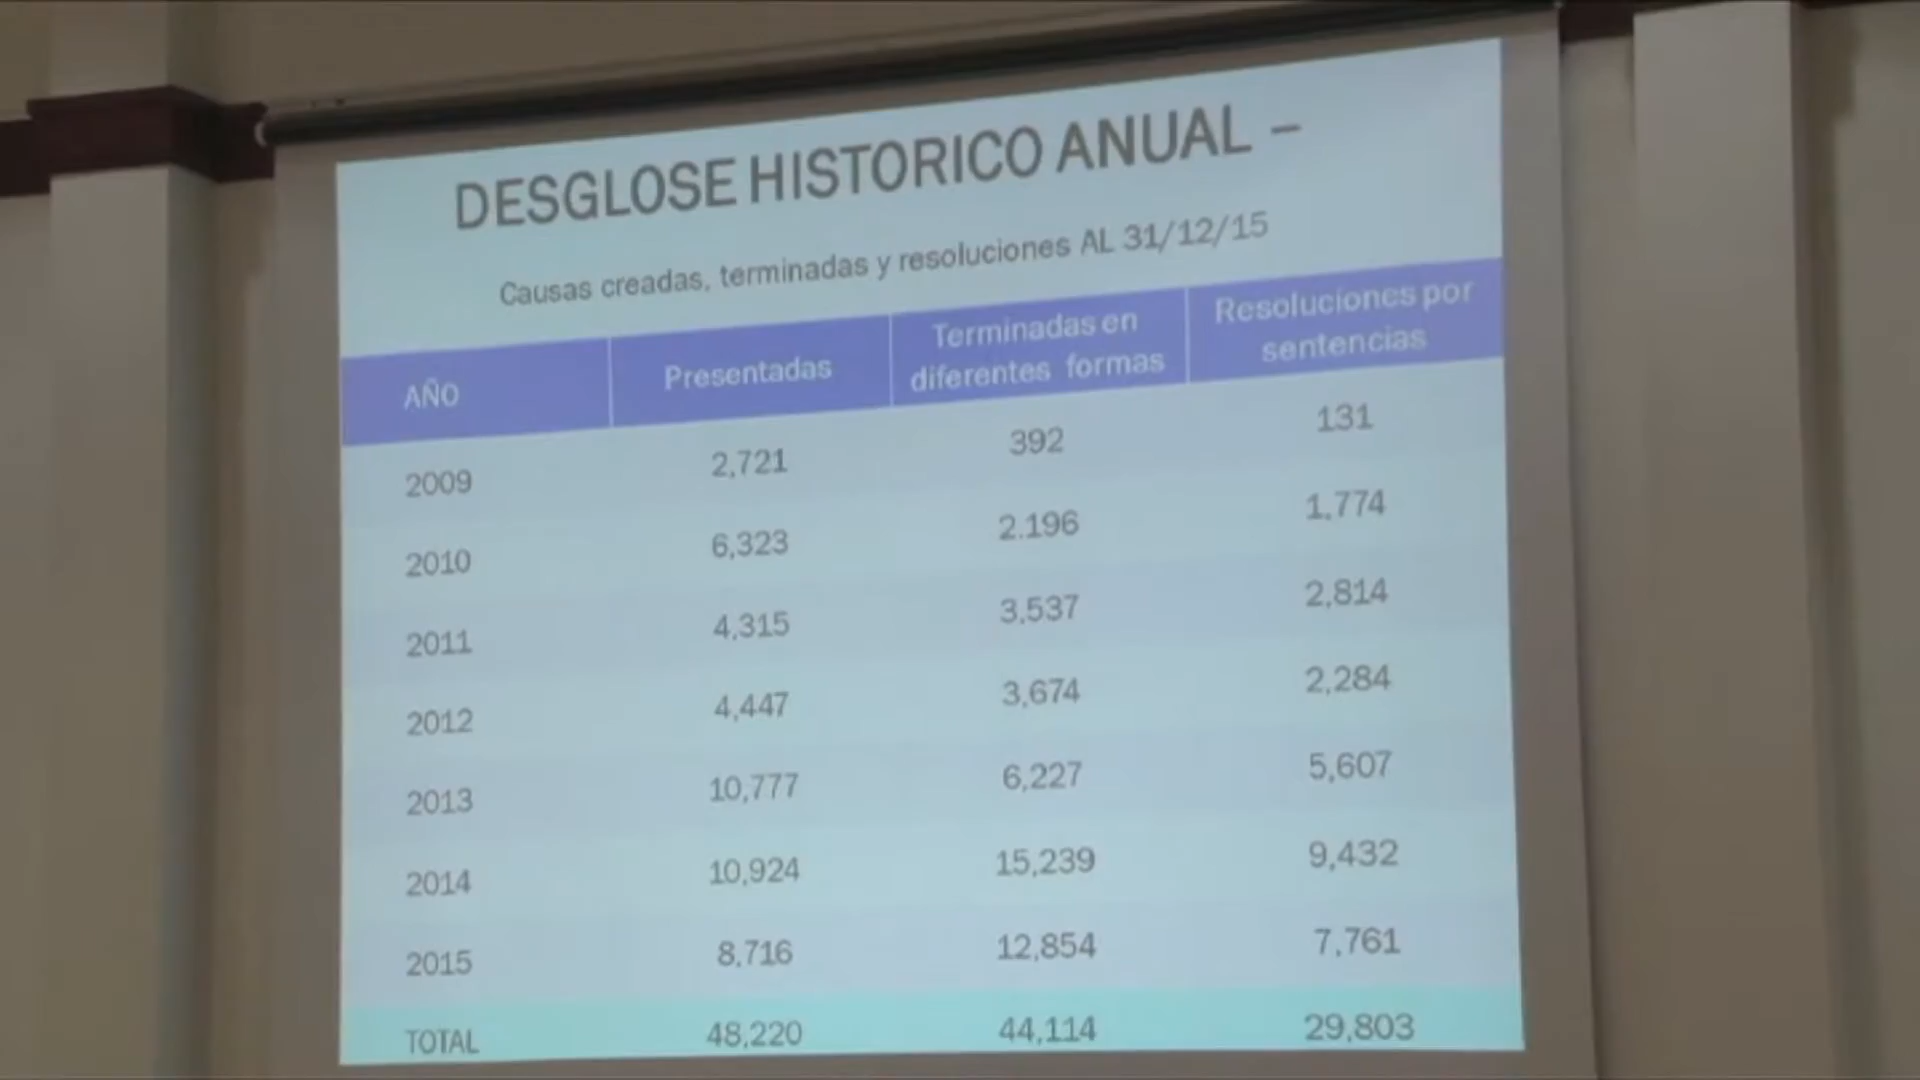 DESGLOSE HISTORICO ANUAL –
Causas creadas, terminadas y resoluciones AL 31/12/15
AÑO Presentadas Terminadas en diferentes formas Resoluciones por sentencias
2009 2,721 392 131
2010 6,323 2.196 1,774
2011 4,315 3,537 2,814
2012 4,447 3,674 2,284
2013 10,777 6,227 5,607
2014 10,924 15,239 9,432
2015 8,716 12,854 7,761
TOTAL 48,220 44,114 29,803